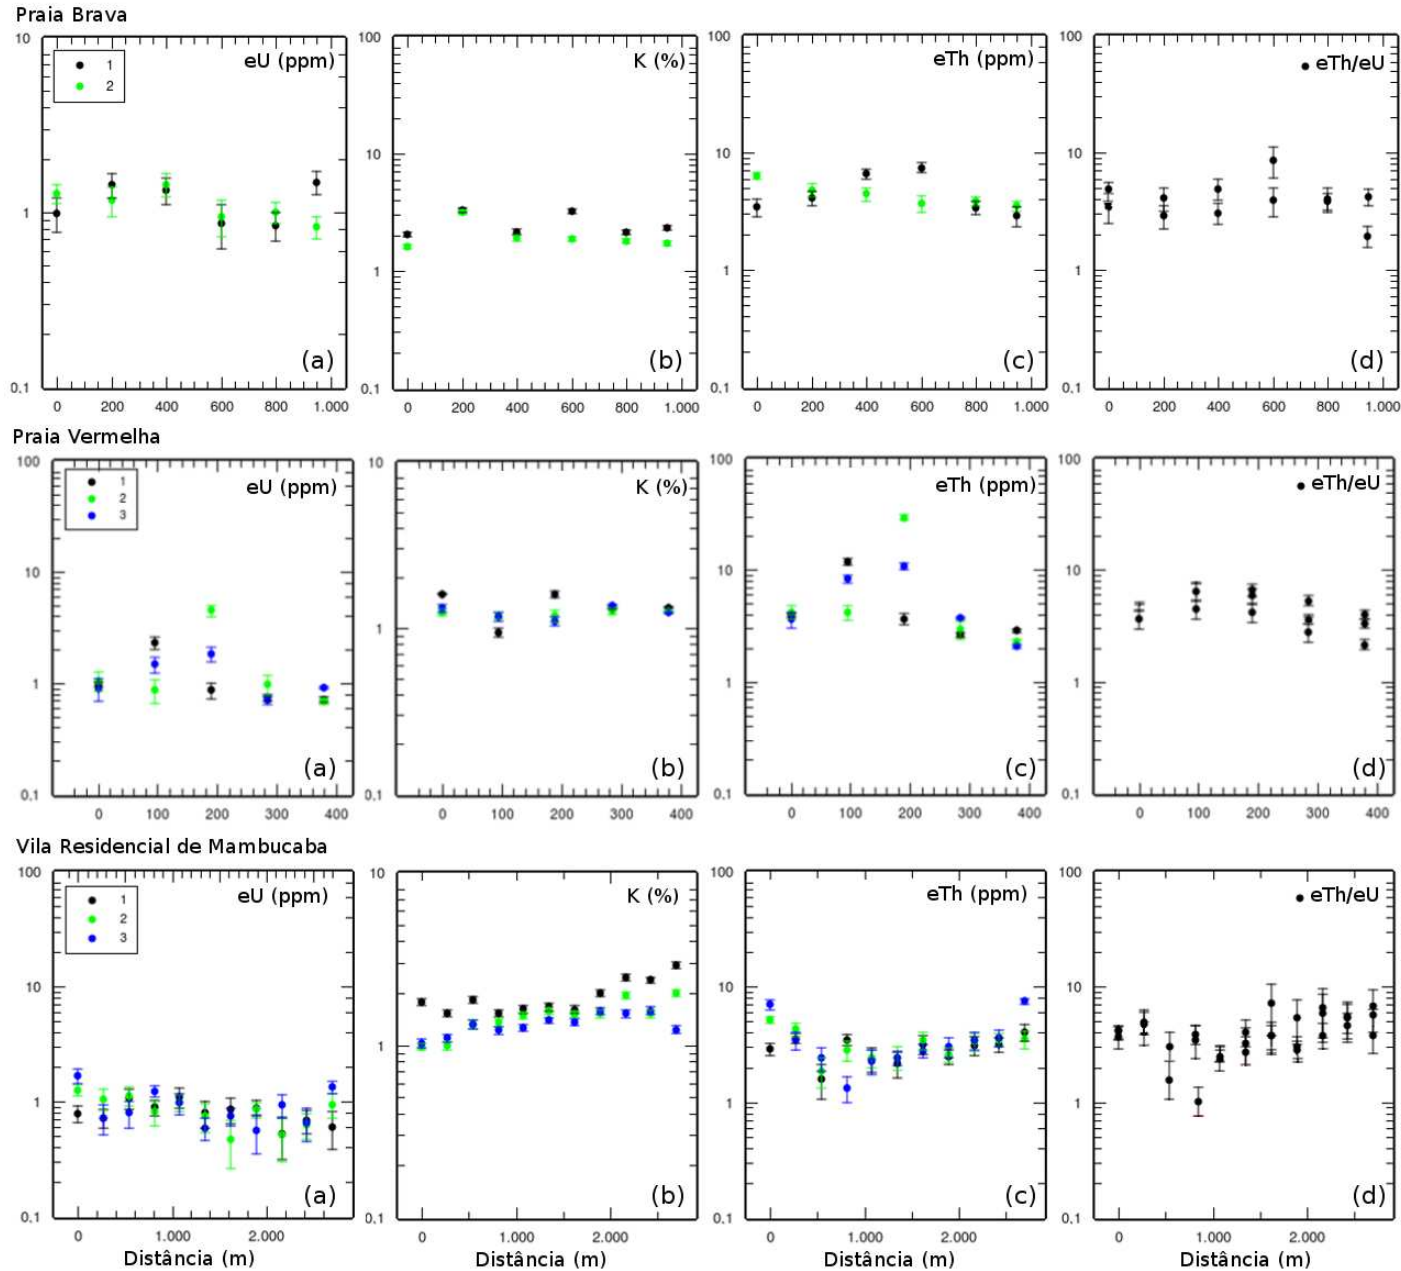 Praia Brava
10
1
0.1
1
2
eU (ppm)
(a)
0 200 400 600 800 1.000
100
10
1
0.1
K (%)
(b)
0 200 400 600 800 1.000
100
10
1
0.1
eTh (ppm)
(c)
0 200 400 600 800 1.000
100
10
1
0.1
eTh/eU
(d)
0 200 400 600 800 1.000
Praia Vermelha
100
10
1
0.1
1
2
3
eU (ppm)
(a)
0 100 200 300 400
10
1
0.1
K (%)
(b)
0 100 200 300 400
100
10
1
0.1
eTh (ppm)
(c)
0 100 200 300 400
100
10
1
0.1
eTh/eU
(d)
0 100 200 300 400
Vila Residencial de Mambucaba
100
10
1
0.1
1
2
3
eU (ppm)
(a)
0 1.000 2.000
Distância (m)
10
1
0.1
K (%)
(b)
0 1.000 2.000
Distância (m)
100
10
1
0.1
eTh (ppm)
(c)
0 1.000 2.000
Distância (m)
100
10
1
0.1
eTh/eU
(d)
0 1.000 2.000
Distância (m)